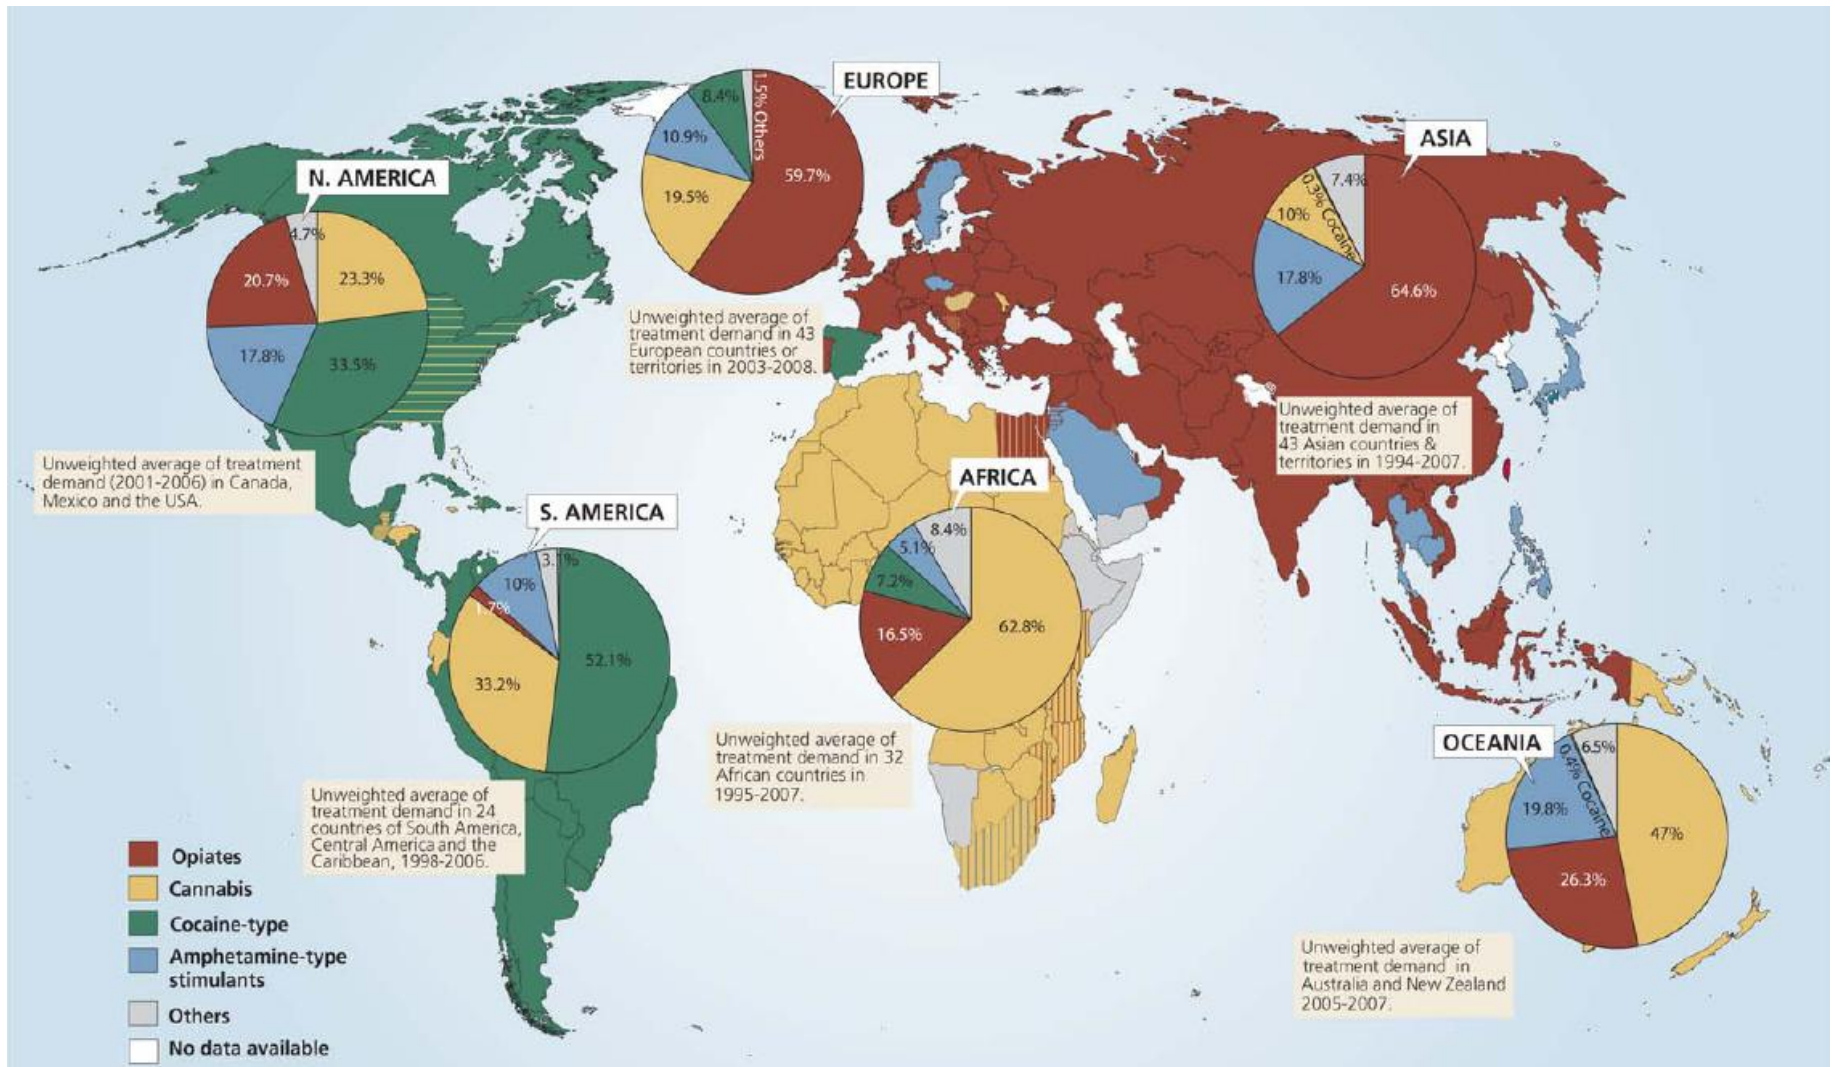 EUROPE
8.4%
1.5% Others
10.9%
59.7%
19.5%
Unweighted average of
treatment demand in 43
European countries or
territories in 2003-2008.
ASIA
7.4%
0.3% Cocaine
10%
17.8%
64.6%
Unweighted average of
treatment demand in
43 Asian countries &
territories in 1994-2007.
N. AMERICA
4.7%
20.7%
23.3%
17.8%
33.5%
Unweighted average of treatment
demand (2001-2006) in Canada,
Mexico and the USA.
S. AMERICA
3.1%
10%
1.7%
52.1%
33.2%
Unweighted average of
treatment demand in 24
countries of South America,
Central America and the
Caribbean, 1998-2006.
AFRICA
8.4%
5.1%
7.2%
62.8%
16.5%
Unweighted average of
treatment demand in 32
African countries in
1995-2007.
OCEANIA
6.5%
0.4% Cocaine
19.8%
47%
26.3%
Unweighted average of
treatment demand in
Australia and New Zealand
2005-2007.
Opiates
Cannabis
Cocaine-type
Amphetamine-type
stimulants
Others
No data available